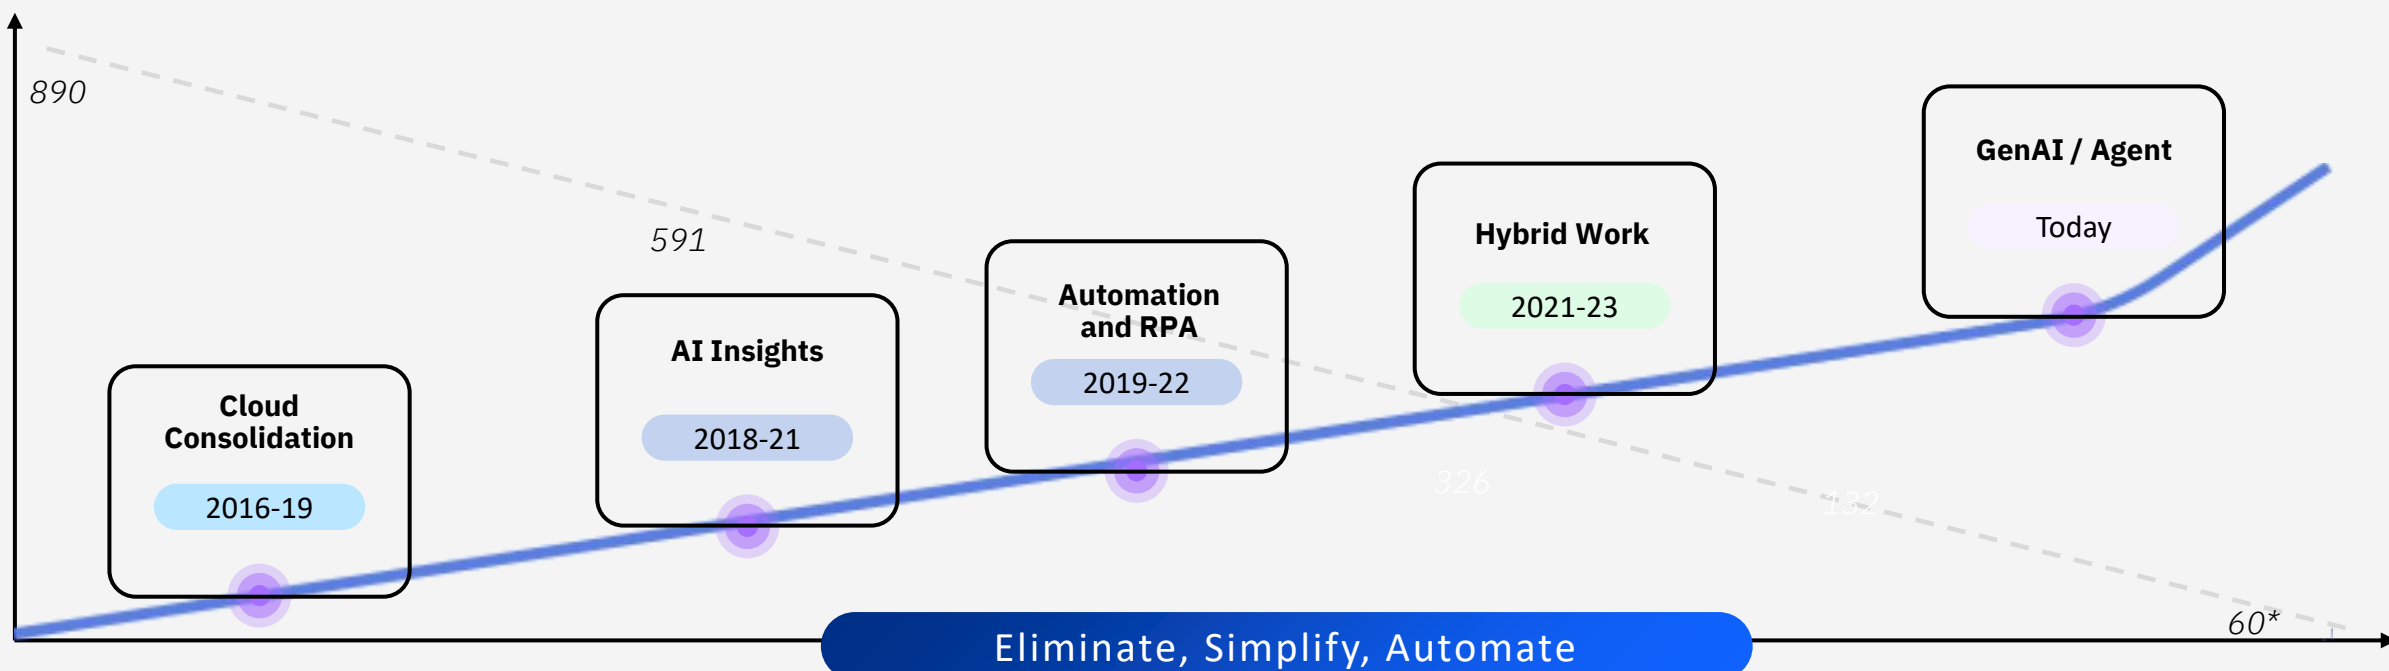 890
591
326
132
60*
Cloud
Consolidation
2016-19
AI Insights
2018-21
Automation
and RPA
2019-22
Hybrid Work
2021-23
GenAI / Agent
Today
Eliminate, Simplify, Automate